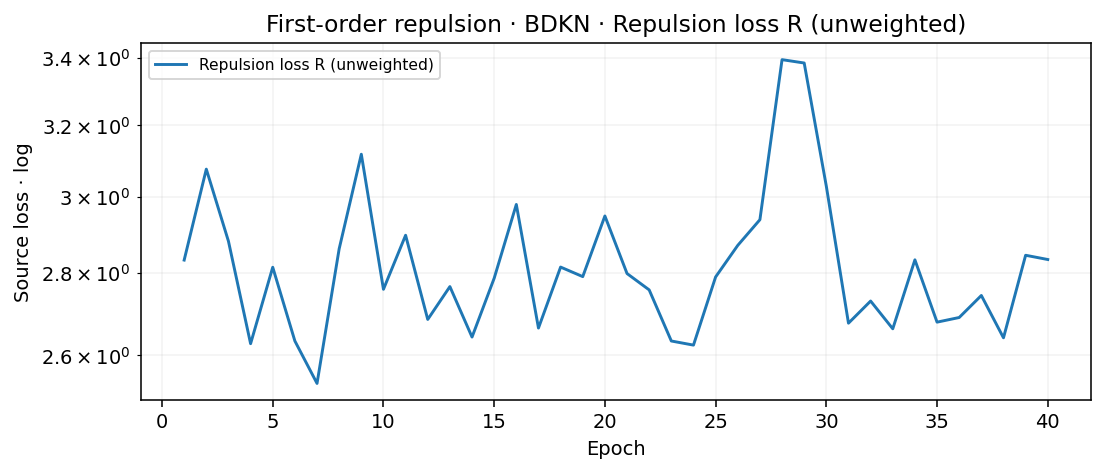 First-order repulsion · BDKN · Repulsion loss R (unweighted)
Repulsion loss R (unweighted)
Source loss · log
3.4 × 10⁰
3.2 × 10⁰
3 × 10⁰
2.8 × 10⁰
2.6 × 10⁰
0 5 10 15 20 25 30 35 40
Epoch